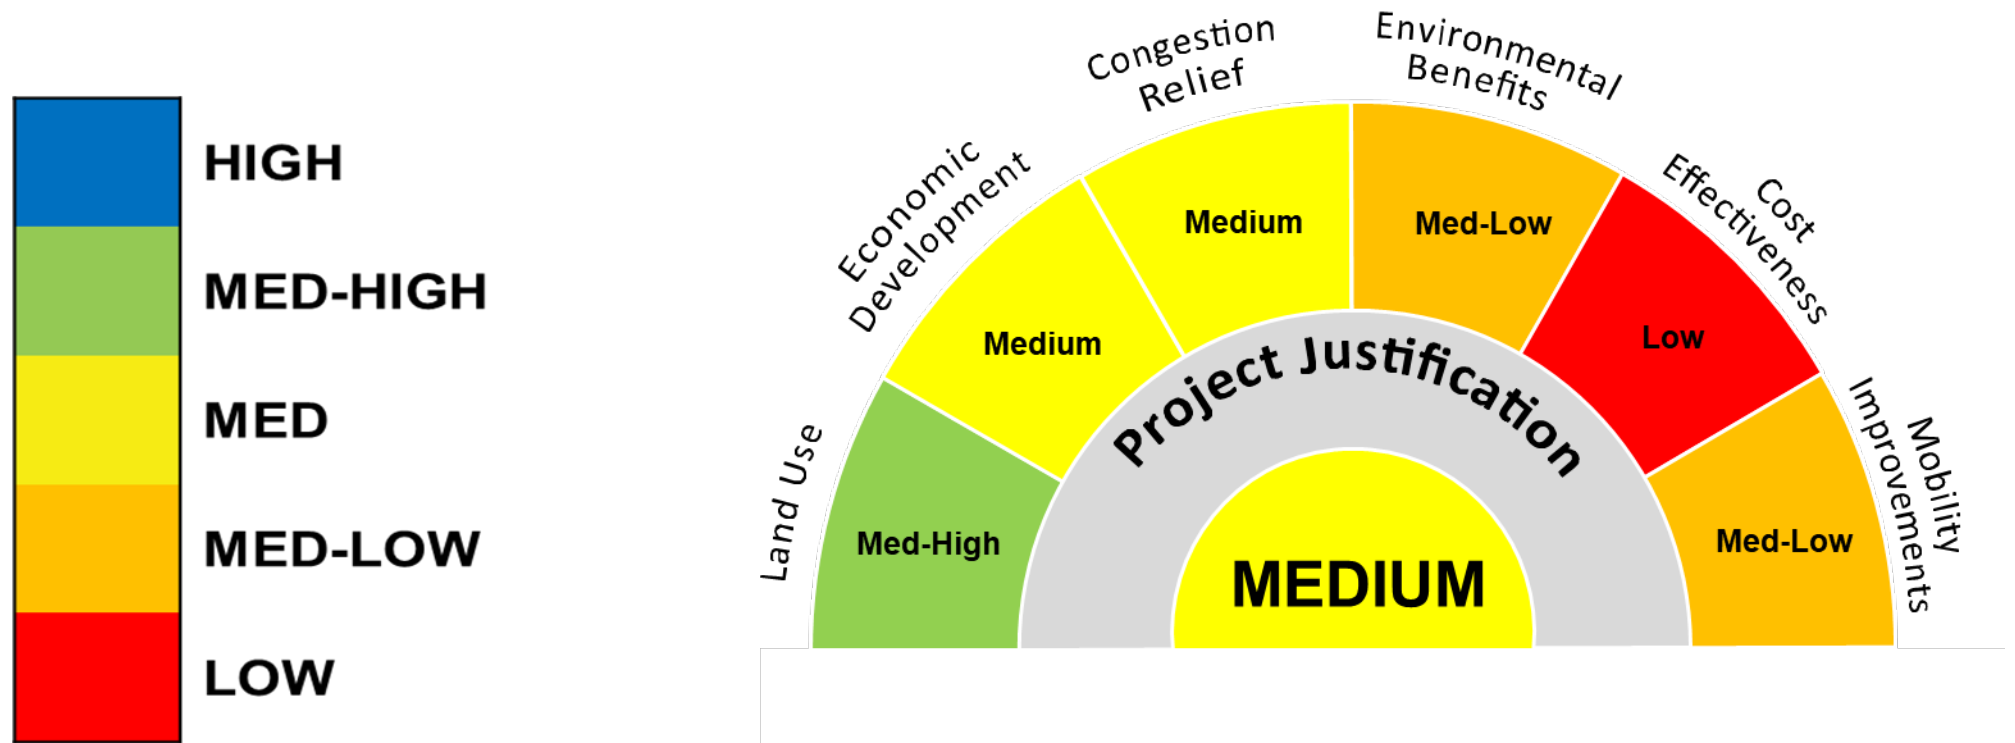 HIGH
MED-HIGH
MED
MED-LOW
LOW
Land Use
Economic
Development
Congestion
Relief
Environmental
Benefits
Cost
Effectiveness
Mobility
Improvements
Med-High
Medium
Medium
Med-Low
Low
Med-Low
Project Justification
MEDIUM